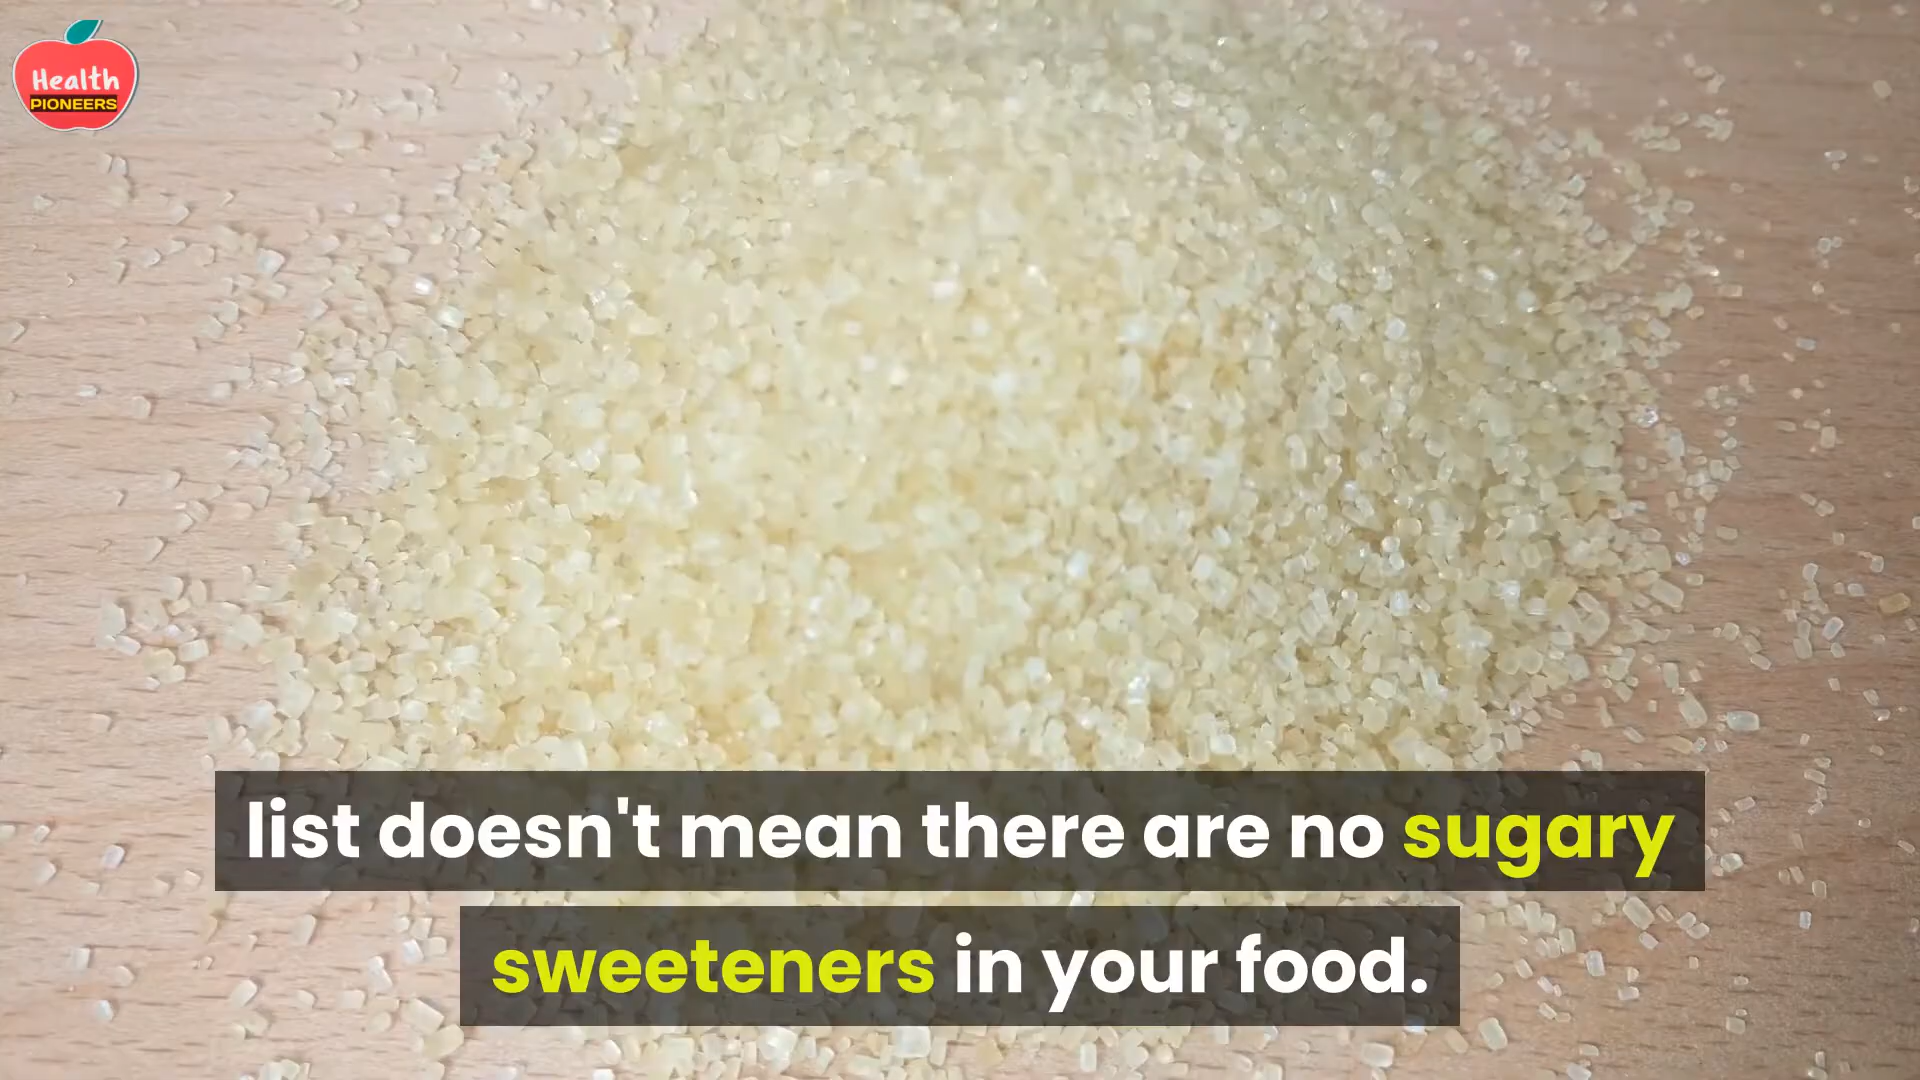 Health
PIONEERS
list doesn't mean there are no sugary
sweeteners in your food.